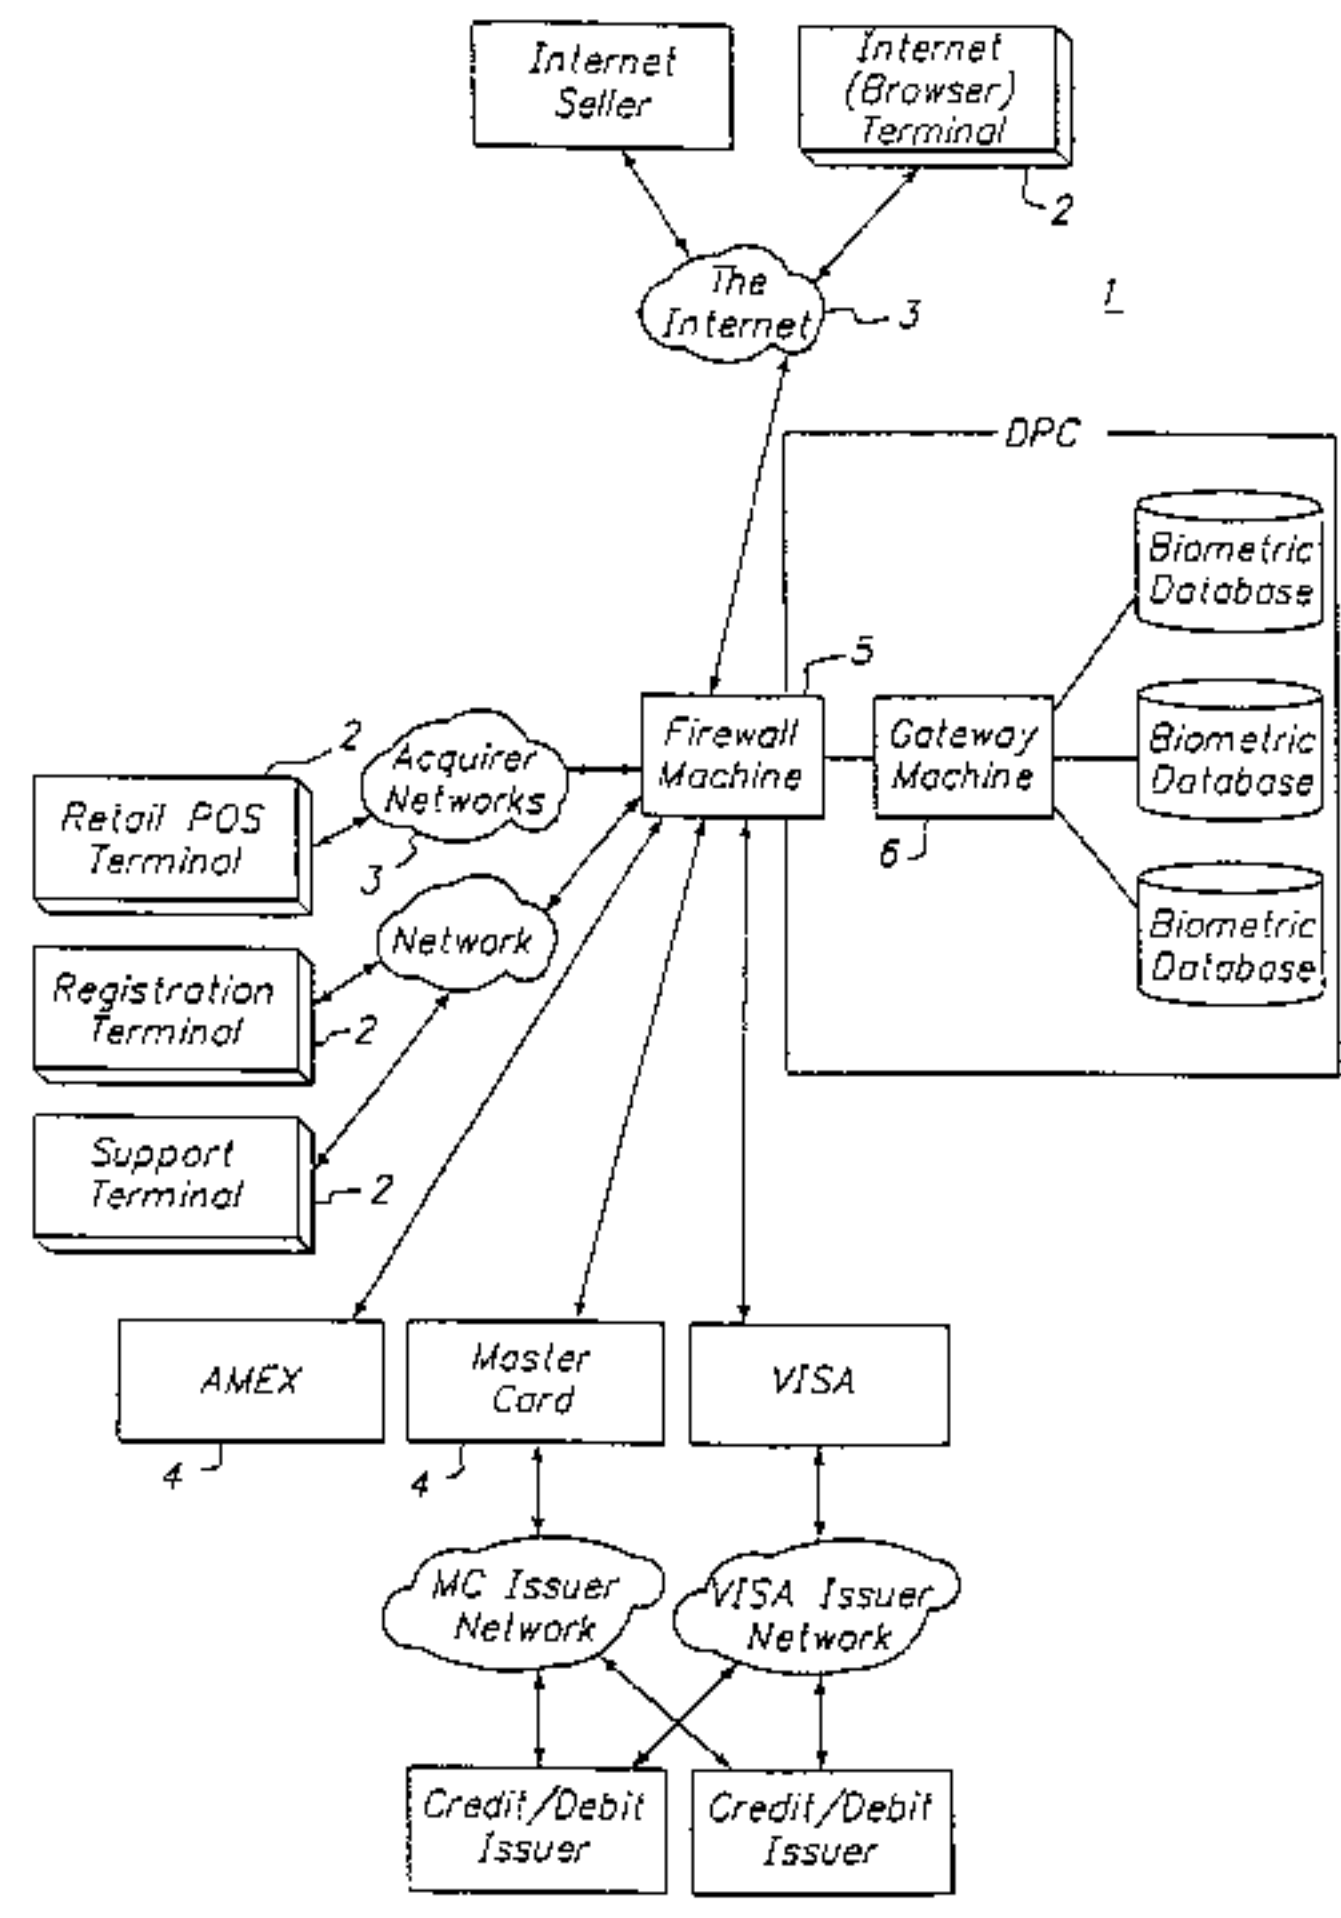 Internet
Seller
Internet
(Browser)
Terminal
2
The
Internet
3
1
DPC
Biometric
Database
5
Firewall
Machine
Gateway
Machine
6
Biometric
Database
Biometric
Database
2
Acquirer
Networks
3
Retail POS
Terminal
Network
Registration
Terminal
2
Support
Terminal
2
AMEX
4
Master
Card
4
VISA
MC Issuer
Network
VISA Issuer
Network
Credit/Debit
Issuer
Credit/Debit
Issuer